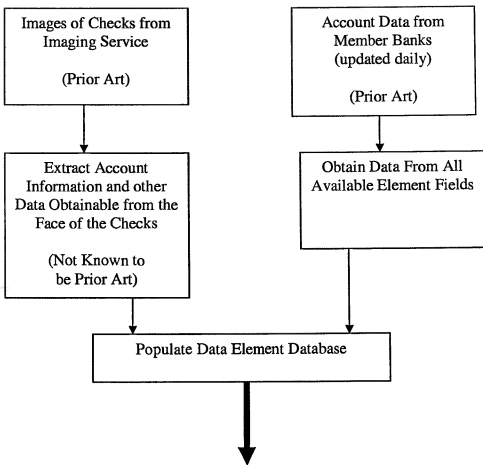 Images of Checks from
Imaging Service
(Prior Art)
Account Data from
Member Banks
(updated daily)
(Prior Art)
Extract Account
Information and other
Data Obtainable from the
Face of the Checks
(Not Known to
be Prior Art)
Obtain Data From All
Available Element Fields
Populate Data Element Database